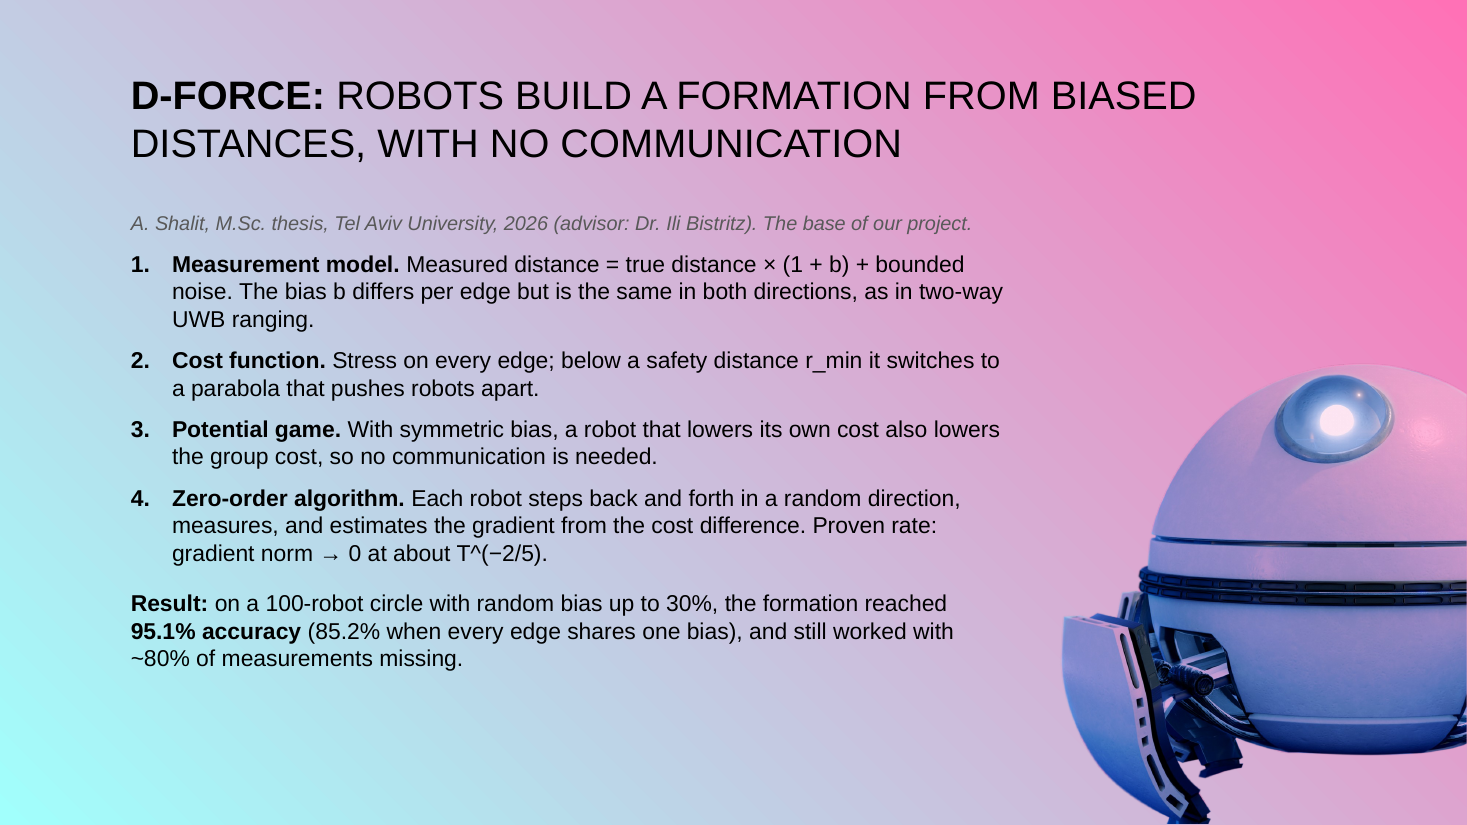 D-FORCE: ROBOTS BUILD A FORMATION FROM BIASED
DISTANCES, WITH NO COMMUNICATION
A. Shalit, M.Sc. thesis, Tel Aviv University, 2026 (advisor: Dr. Ili Bistritz). The base of our project.
1. Measurement model. Measured distance = true distance × (1 + b) + bounded
noise. The bias b differs per edge but is the same in both directions, as in two-way
UWB ranging.
2. Cost function. Stress on every edge; below a safety distance r_min it switches to
a parabola that pushes robots apart.
3. Potential game. With symmetric bias, a robot that lowers its own cost also lowers
the group cost, so no communication is needed.
4. Zero-order algorithm. Each robot steps back and forth in a random direction,
measures, and estimates the gradient from the cost difference. Proven rate:
gradient norm → 0 at about T^(−2/5).
Result: on a 100-robot circle with random bias up to 30%, the formation reached
95.1% accuracy (85.2% when every edge shares one bias), and still worked with
~80% of measurements missing.